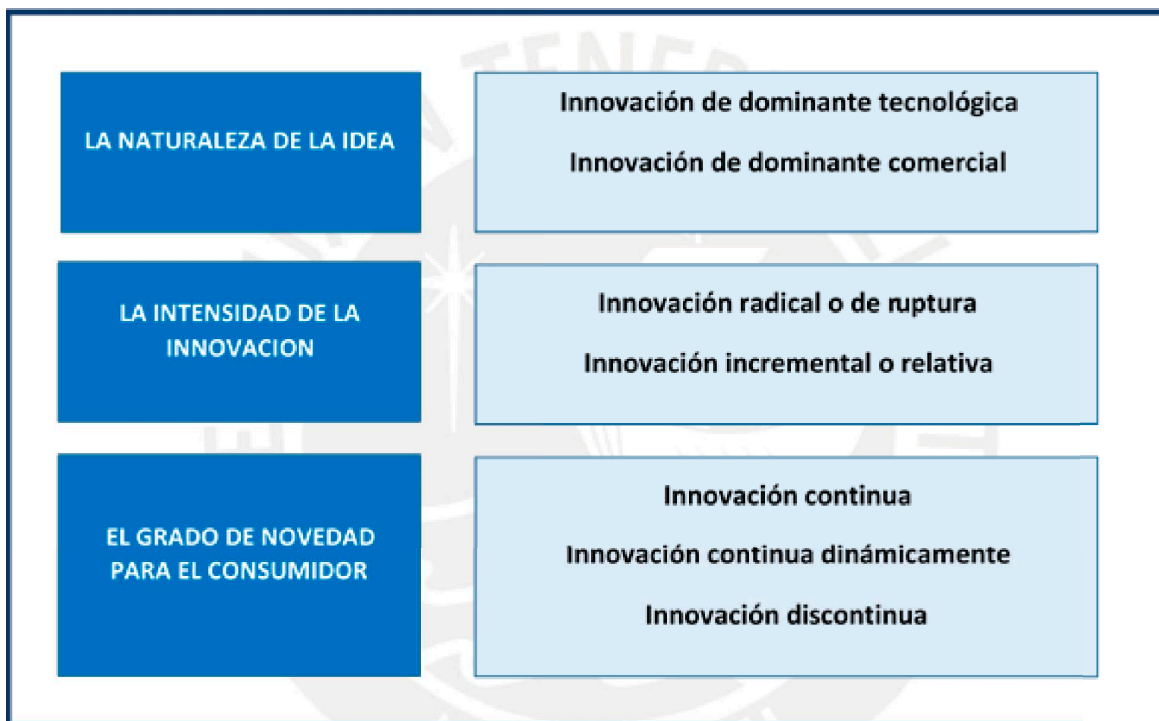 LA NATURALEZA DE LA IDEA
Innovación de dominante tecnológica
Innovación de dominante comercial
LA INTENSIDAD DE LA
INNOVACION
Innovación radical o de ruptura
Innovación incremental o relativa
EL GRADO DE NOVEDAD
PARA EL CONSUMIDOR
Innovación continua
Innovación continua dinámicamente
Innovación discontinua